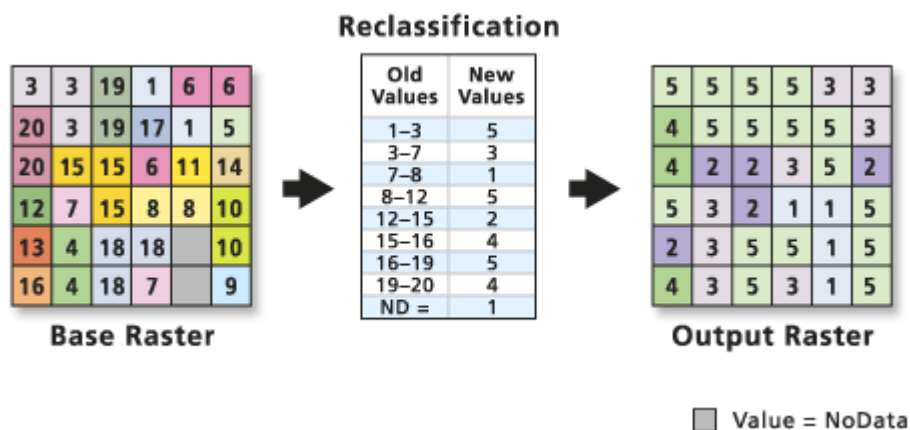 Reclassification
3 3 19 1 6 6
20 3 19 17 1 5
20 15 15 6 11 14
12 7 15 8 8 10
13 4 18 18 10
16 4 18 7 9
Base Raster
Old Values New Values
1–3 5
3–7 3
7–8 1
8–12 5
12–15 2
15–16 4
16–19 5
19–20 4
ND = 1
5 5 5 5 3 3
4 5 5 5 5 3
4 2 2 3 5 2
5 3 2 1 1 5
2 3 5 5 1 5
4 3 5 3 1 5
Output Raster
Value = NoData